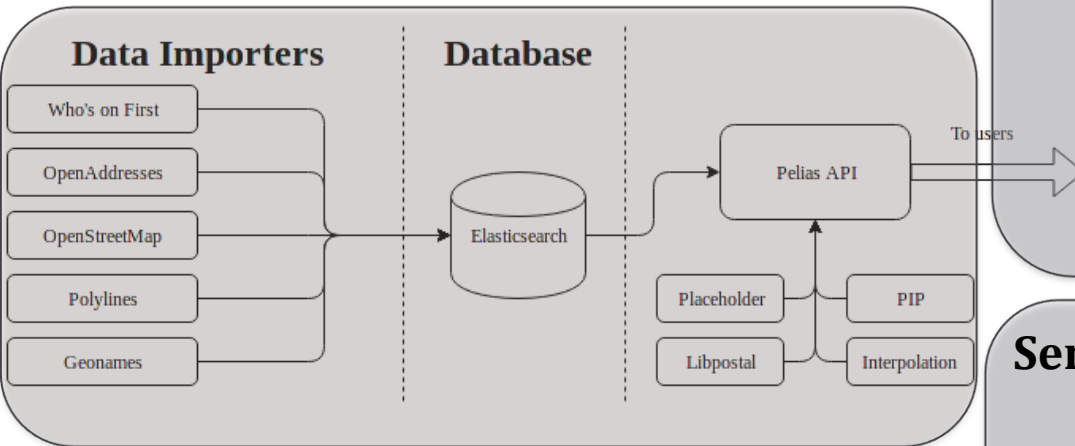 Data Importers
Database
Who's on First
OpenAddresses
OpenStreetMap
Polylines
Geonames
Elasticsearch
Pelias API
To users
Placeholder
PIP
Libpostal
Interpolation